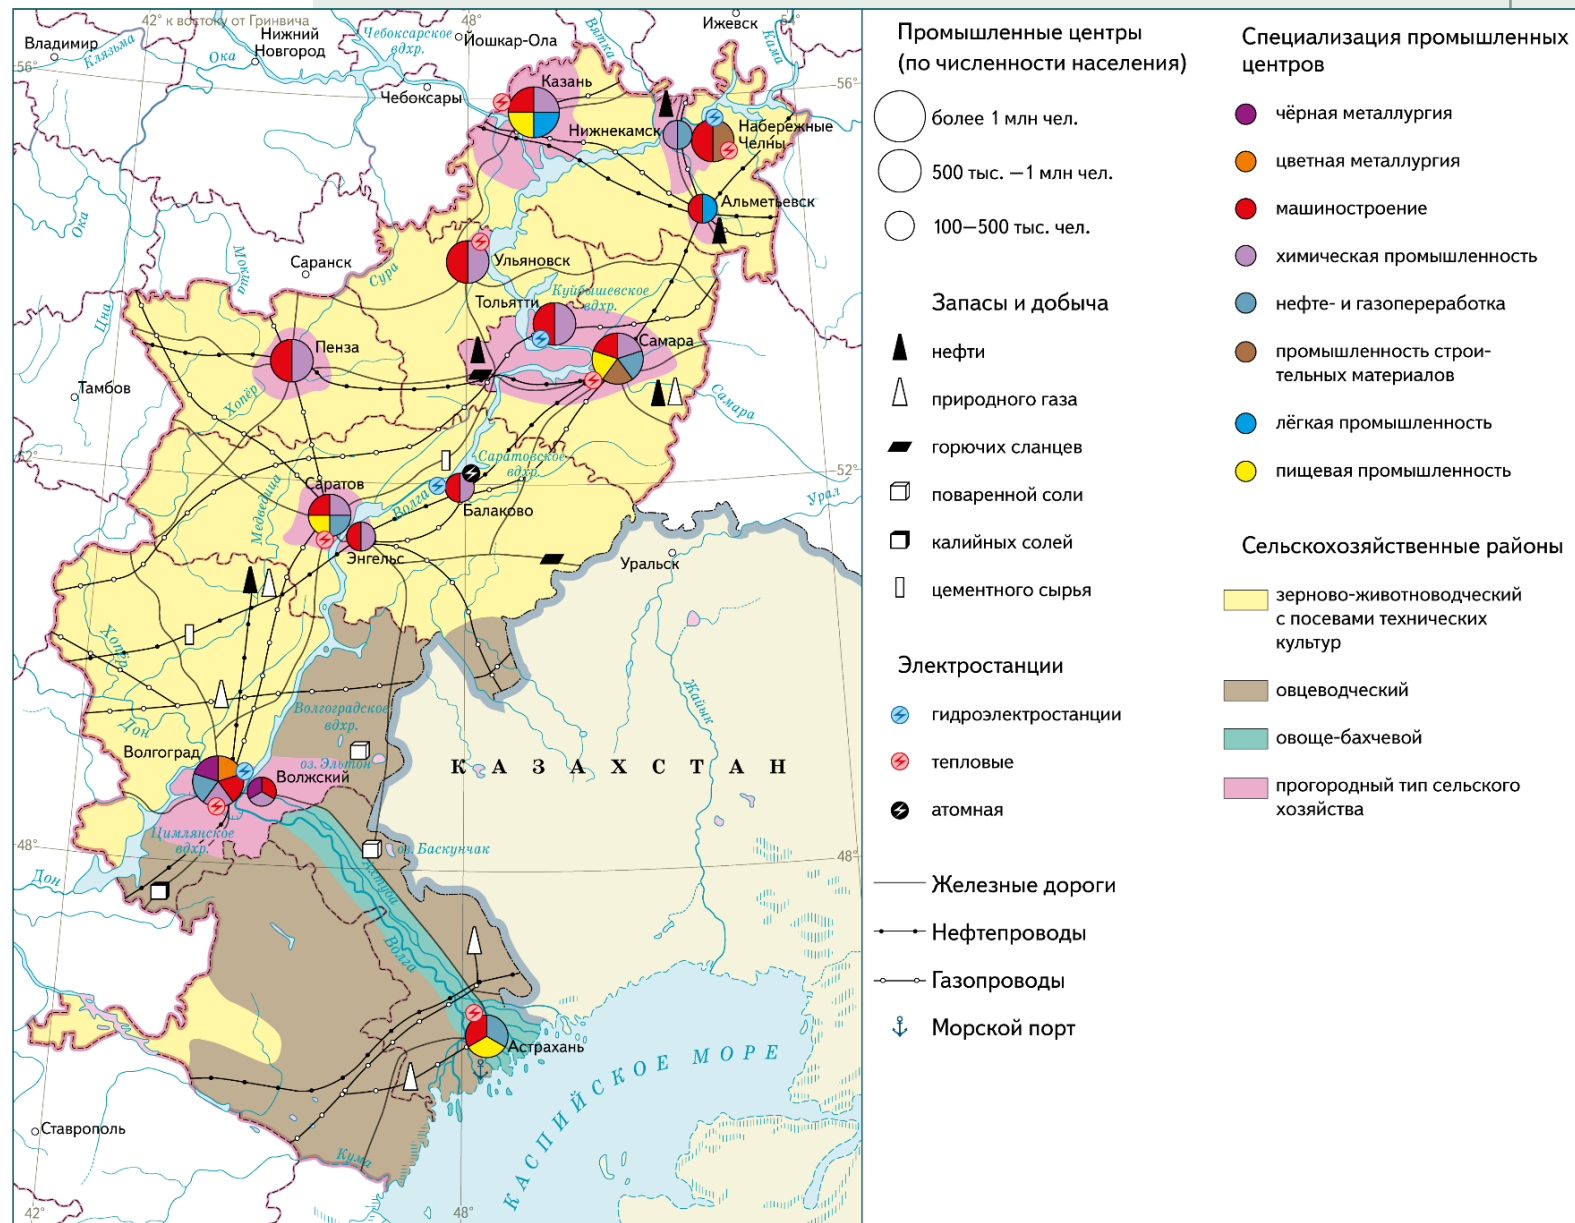 42° к востоку от Гринвича
48°
54°
Ижевск
Владимир
Клязьма
Нижний
Новгород
Чебоксарское
вдхр.
Йошкар-Ола
Вятка
Кама
56°
Ока
Чебоксары
Казань
56°
Нижнекамск
Набережные
Челны
Альметьевск
Ока
Мокша
Саранск
Сура
Ульяновск
Цна
Тольятти
Куйбышевское
вдхр.
Самара
Пенза
Тамбов
Хопёр
Самара
52°
Саратовское
вдхр.
52°
Саратов
Медведица
Волга
Балаково
Урал
Энгельс
Уральск
Хопёр
Жайык
Дон
Волгоградское
вдхр.
Волгоград
оз. Эльтон
КАЗАХСТАН
Волжский
Цимлянское
вдхр.
48°
оз. Баскунчак
48°
Дон
Ахтуба
Волга
Астрахань
КАСПИЙСКОЕ МОРЕ
Ставрополь
Кума
42°
48°
Промышленные центры
(по численности населения)
более 1 млн чел.
500 тыс. —1 млн чел.
100—500 тыс. чел.
Запасы и добыча
нефти
природного газа
горючих сланцев
поваренной соли
калийных солей
цементного сырья
Электростанции
гидроэлектростанции
тепловые
атомная
Железные дороги
Нефтепроводы
Газопроводы
Морской порт
Специализация промышленных
центров
чёрная металлургия
цветная металлургия
машиностроение
химическая промышленность
нефте- и газопереработка
промышленность строи-
тельных материалов
лёгкая промышленность
пищевая промышленность
Сельскохозяйственные районы
зерново-животноводческий
с посевами технических
культур
овцеводческий
овоще-бахчевой
прогородный тип сельского
хозяйства